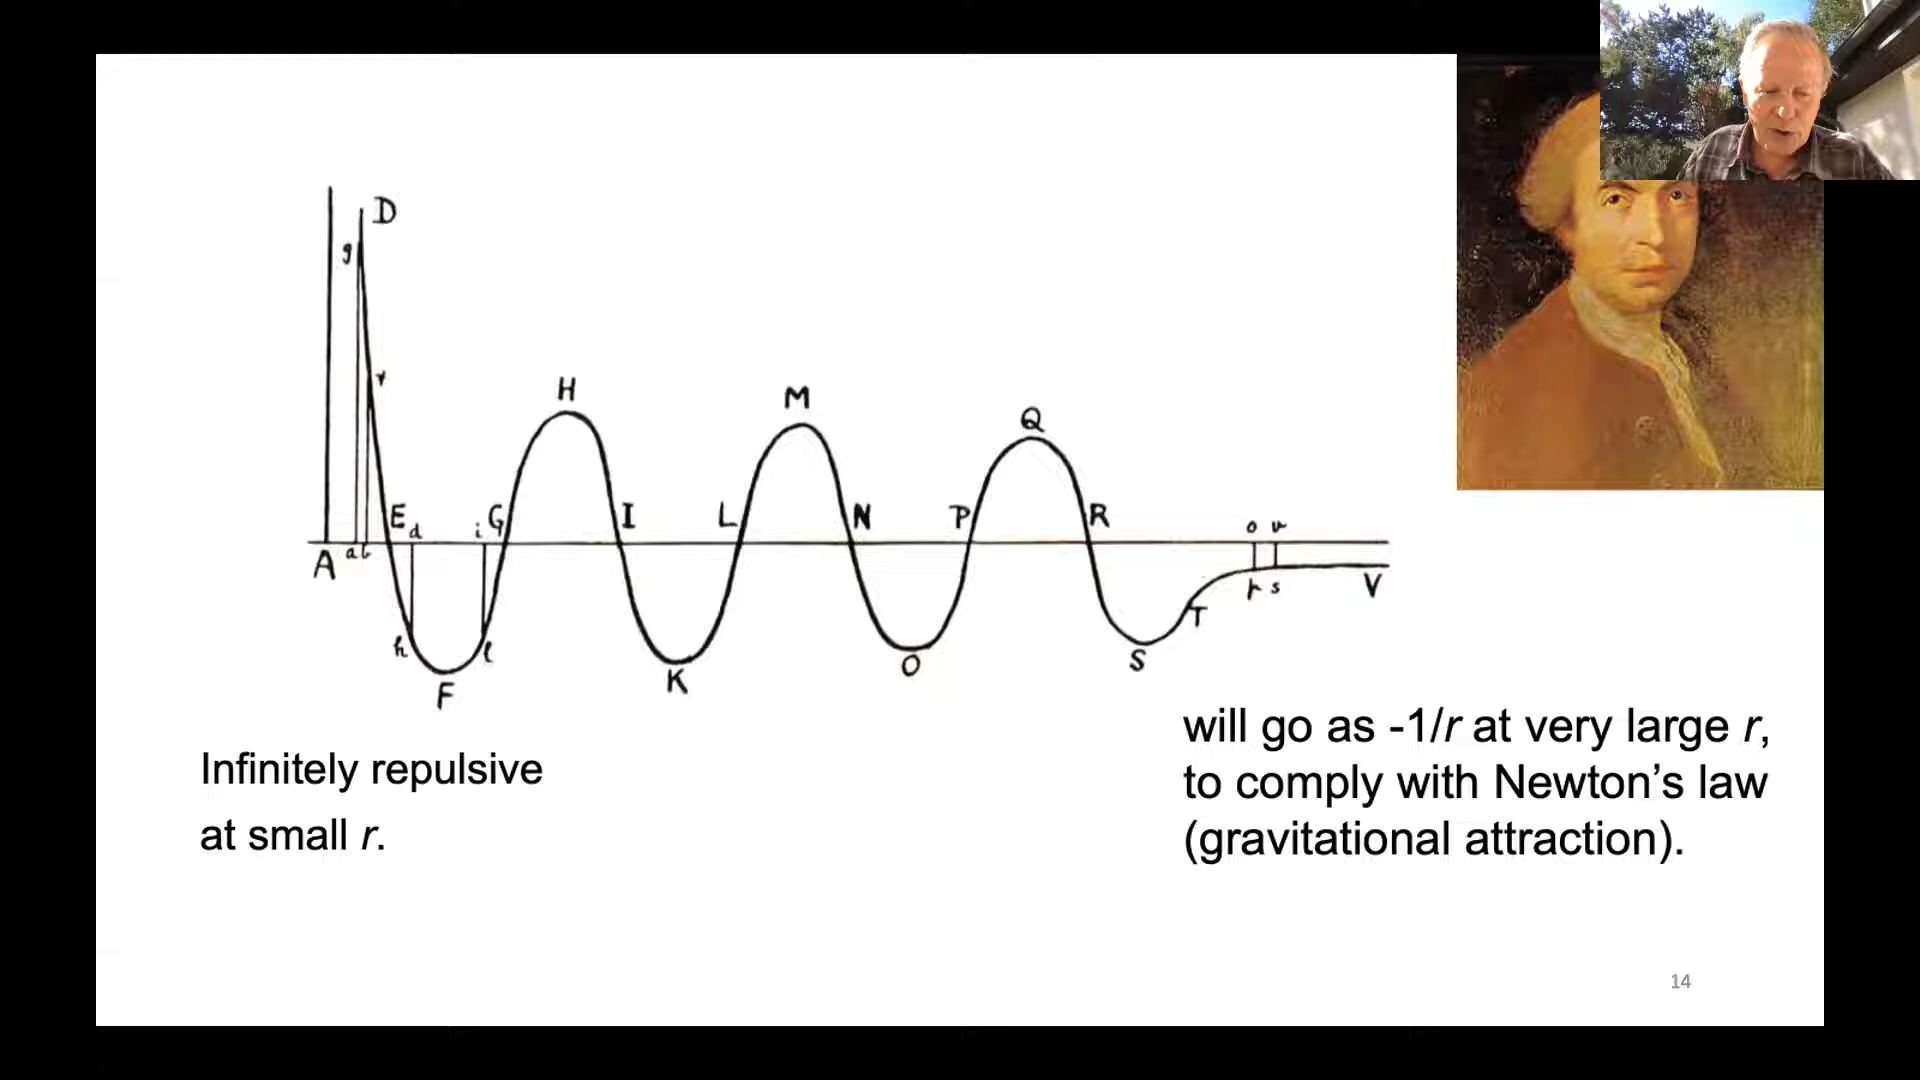 D
g
r
H
M
Q
E d i G I L N P R o v
A a b r s V
h l T
F K O S
Infinitely repulsive
at small r.
will go as -1/r at very large r,
to comply with Newton’s law
(gravitational attraction).
14